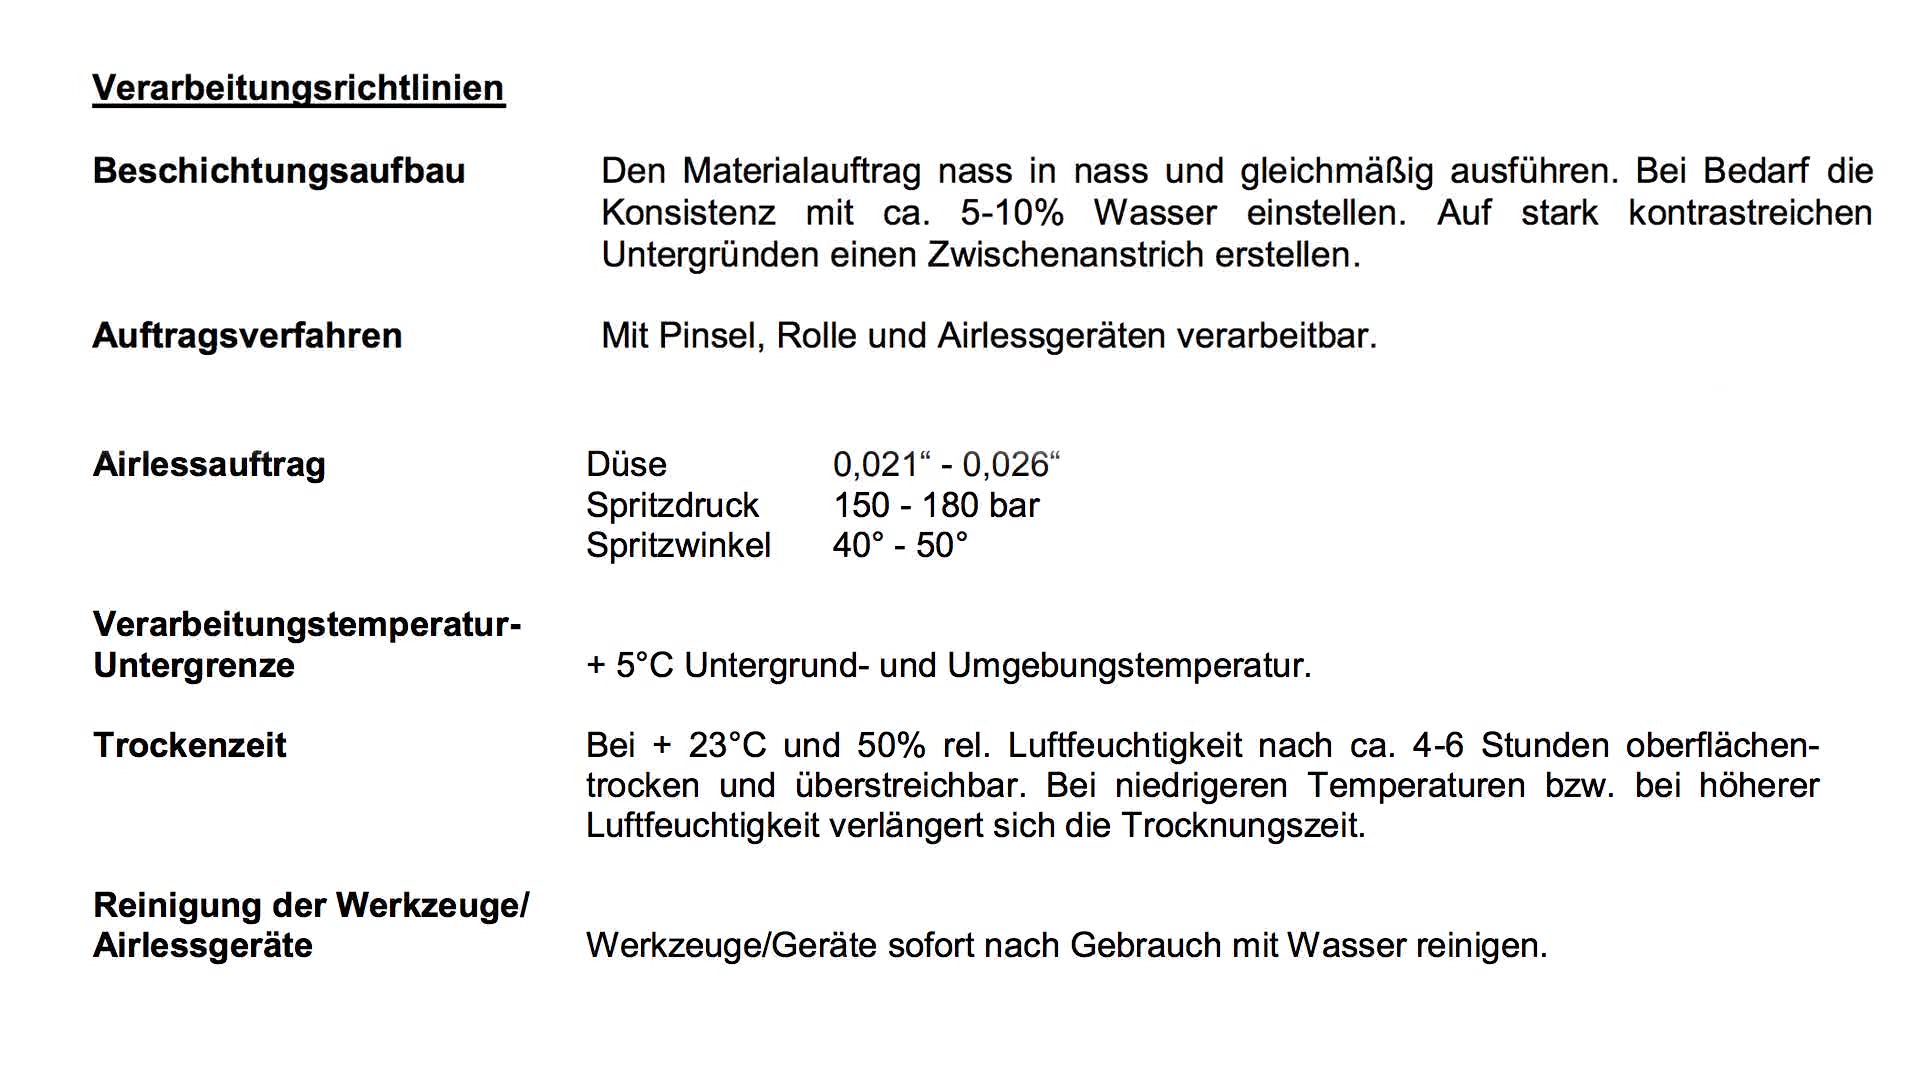 Verarbeitungsrichtlinien
Beschichtungsaufbau Den Materialauftrag nass in nass und gleichmäßig ausführen. Bei Bedarf die
Konsistenz mit ca. 5-10% Wasser einstellen. Auf stark kontrastreichen
Untergründen einen Zwischenanstrich erstellen.
Auftragsverfahren Mit Pinsel, Rolle und Airlessgeräten verarbeitbar.
Airlessauftrag Düse 0,021“ - 0,026“
Spritzdruck 150 - 180 bar
Spritzwinkel 40° - 50°
Verarbeitungstemperatur-
Untergrenze + 5°C Untergrund- und Umgebungstemperatur.
Trockenzeit Bei + 23°C und 50% rel. Luftfeuchtigkeit nach ca. 4-6 Stunden oberflächen-
trocken und überstreichbar. Bei niedrigeren Temperaturen bzw. bei höherer
Luftfeuchtigkeit verlängert sich die Trocknungszeit.
Reinigung der Werkzeuge/
Airlessgeräte Werkzeuge/Geräte sofort nach Gebrauch mit Wasser reinigen.